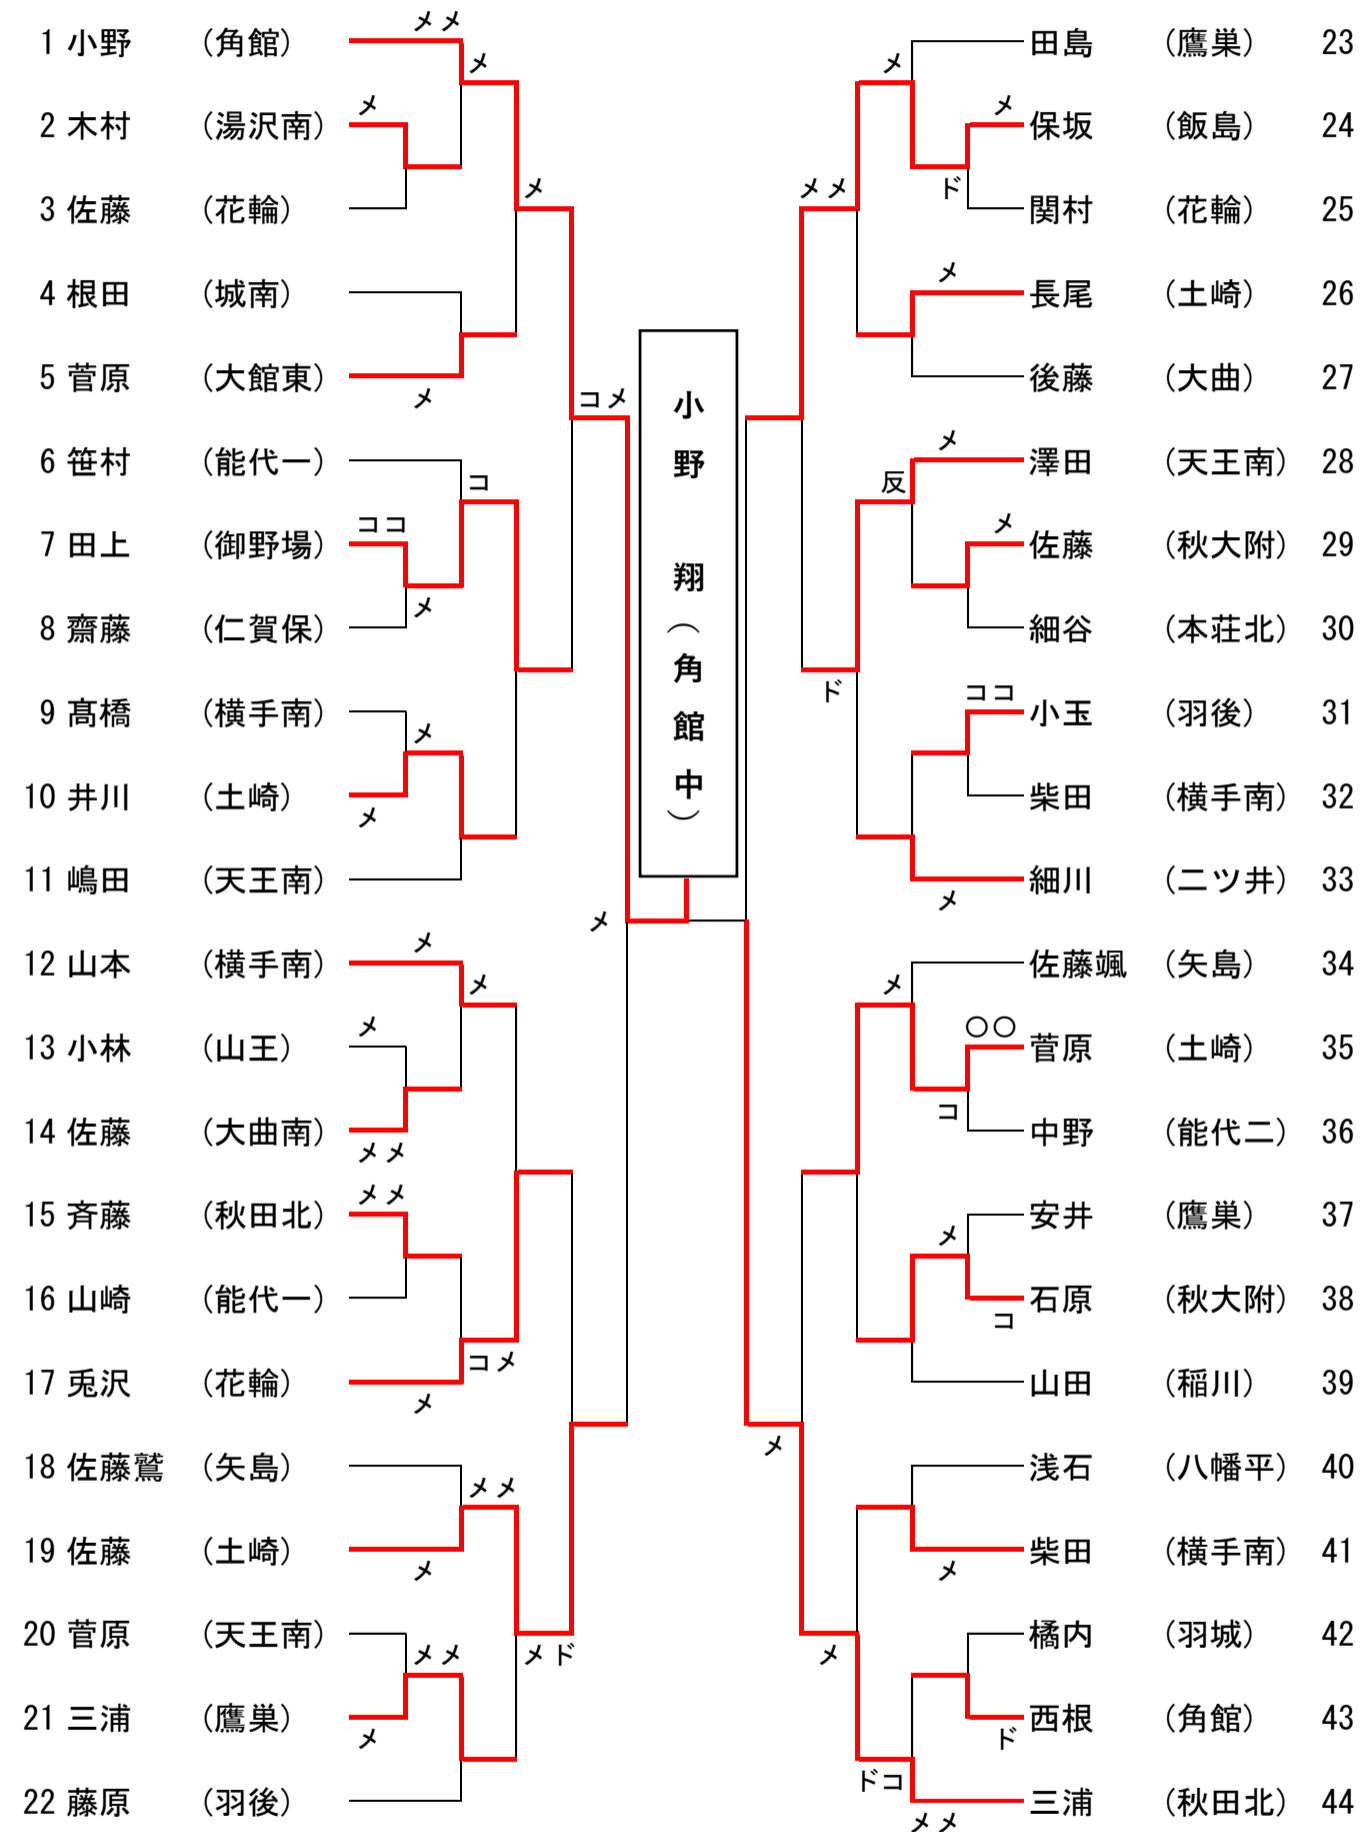 メメ
1 小野 （角館）
メ
メ
2 木村 （湯沢南）
3 佐藤 （花輪）
メ
4 根田 （城南）
5 菅原 （大館東）
メ
コメ
6 笹村 （能代一）
コ
ココ
7 田上 （御野場）
メ
8 齋藤 （仁賀保）
9 髙橋 （横手南）
メ
10 井川 （土崎）
メ
11 嶋田 （天王南）
メ
メ
12 山本 （横手南）
メ
メ
13 小林 （山王）
14 佐藤 （大曲南）
メメ
メメ
15 斉藤 （秋田北）
16 山崎 （能代一）
コメ
17 兎沢 （花輪）
メ
18 佐藤鷲 （矢島）
メメ
19 佐藤 （土崎）
メ
20 菅原 （天王南）
メメ
メド
21 三浦 （鷹巣）
メ
22 藤原 （羽後）
小野 翔（角館中）
田島 （鷹巣） 23
メ
メ
保坂 （飯島） 24
ド
メメ
関村 （花輪） 25
メ
長尾 （土崎） 26
後藤 （大曲） 27
メ
澤田 （天王南） 28
反
メ
佐藤 （秋大附） 29
細谷 （本荘北） 30
ド
ココ
小玉 （羽後） 31
柴田 （横手南） 32
細川 （二ツ井） 33
メ
佐藤颯 （矢島） 34
メ
〇〇
菅原 （土崎） 35
コ
中野 （能代二） 36
安井 （鷹巣） 37
メ
石原 （秋大附） 38
コ
山田 （稲川） 39
メ
浅石 （八幡平） 40
柴田 （横手南） 41
メ
橘内 （羽城） 42
メ
西根 （角館） 43
ド
ドコ
三浦 （秋田北） 44
メメ